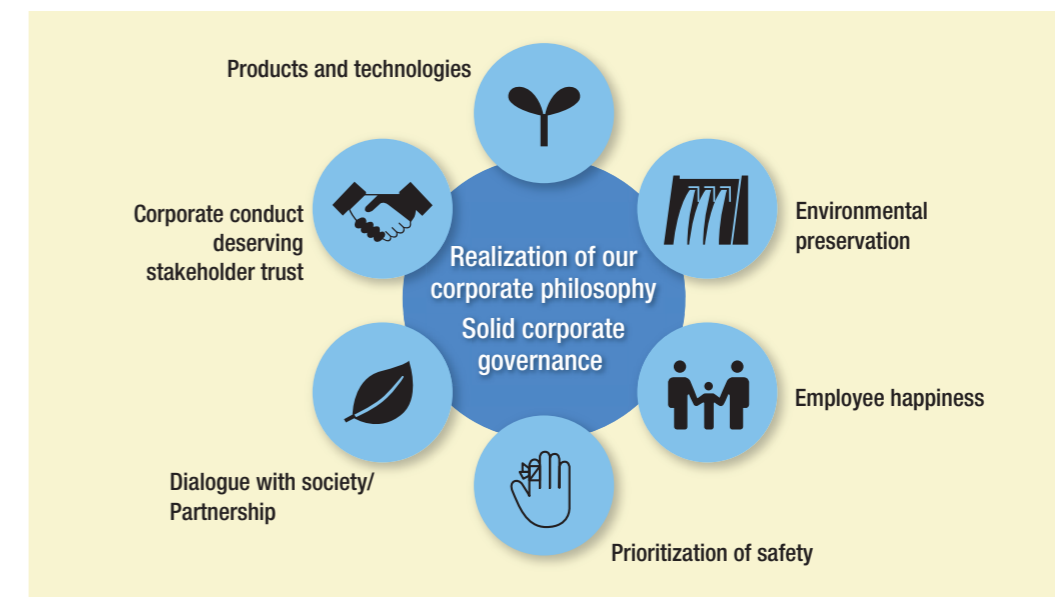 Products and technologies
Corporate conduct
deserving
stakeholder trust
Environmental
preservation
Realization of our
corporate philosophy
Solid corporate
governance
Employee happiness
Dialogue with society/
Partnership
Prioritization of safety